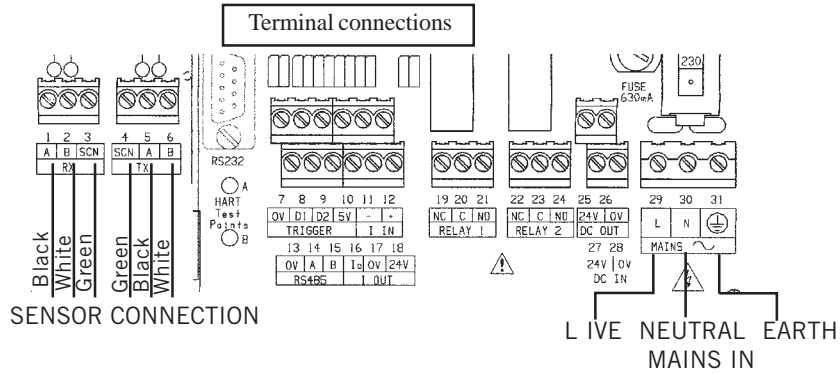 Terminal connections
230
FUSE
630mA
1 2 3 4 5 6
A B SCN SCN A B
RX TX
RS232
A
HART
Test
Points
B
7 8 9 10 11 12
0V D1 D2 5V - +
TRIGGER I IN
13 14 15 16 17 18
0V A B Io 0V 24V
RS485 I OUT
19 20 21
NC C NO
RELAY 1
22 23 24 25 26
NC C NO 24V 0V
RELAY 2 DC OUT
27 28
24V 0V
DC IN
29 30 31
L N
MAINS
Black
White
Green
Green
Black
White
SENSOR CONNECTION
L IVE NEUTRAL EARTH
MAINS IN